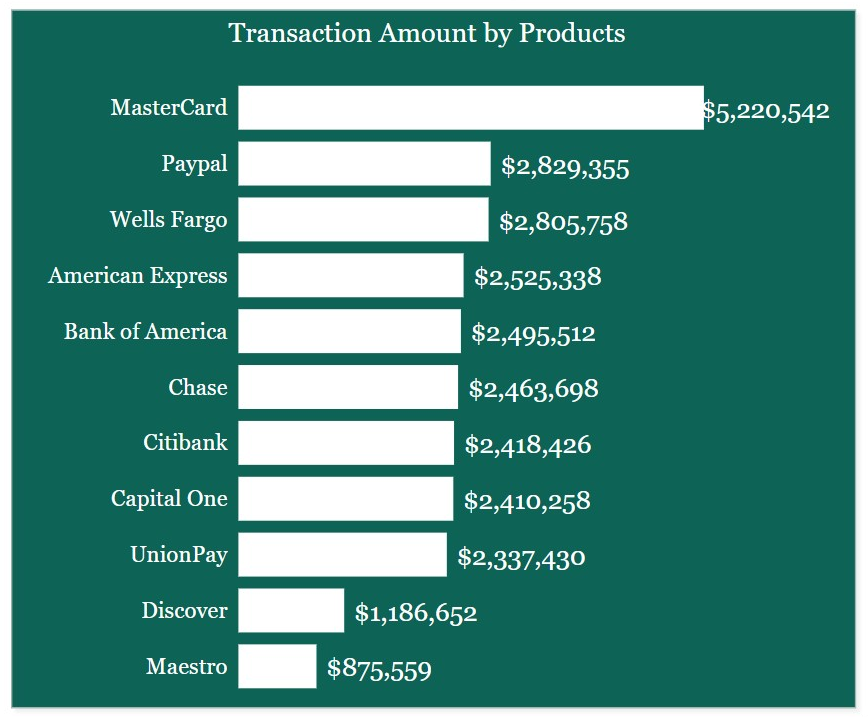 Transaction Amount by Products
MasterCard $5,220,542
Paypal $2,829,355
Wells Fargo $2,805,758
American Express $2,525,338
Bank of America $2,495,512
Chase $2,463,698
Citibank $2,418,426
Capital One $2,410,258
UnionPay $2,337,430
Discover $1,186,652
Maestro $875,559